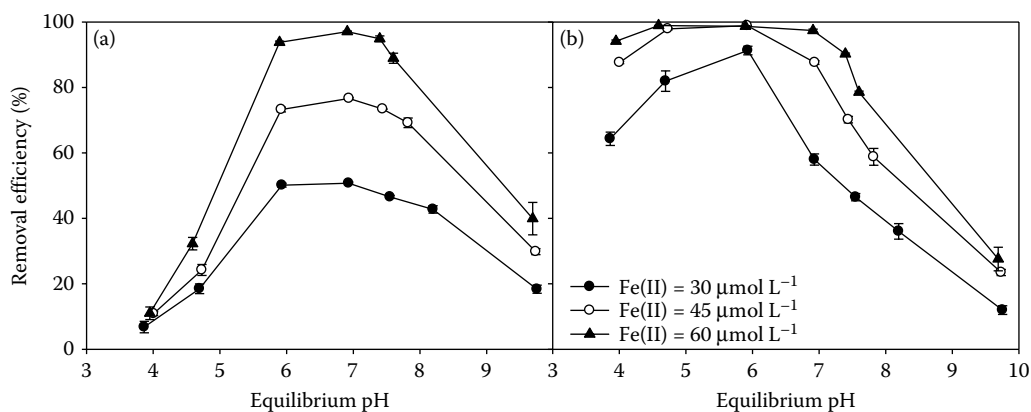 100
80
60
40
20
0
Removal efficiency (%)
(a)
(b)
Fe(II) = 30 μmol L⁻¹
Fe(II) = 45 μmol L⁻¹
Fe(II) = 60 μmol L⁻¹
3 4 5 6 7 8 9 3 4 5 6 7 8 9 10
Equilibrium pH
Equilibrium pH